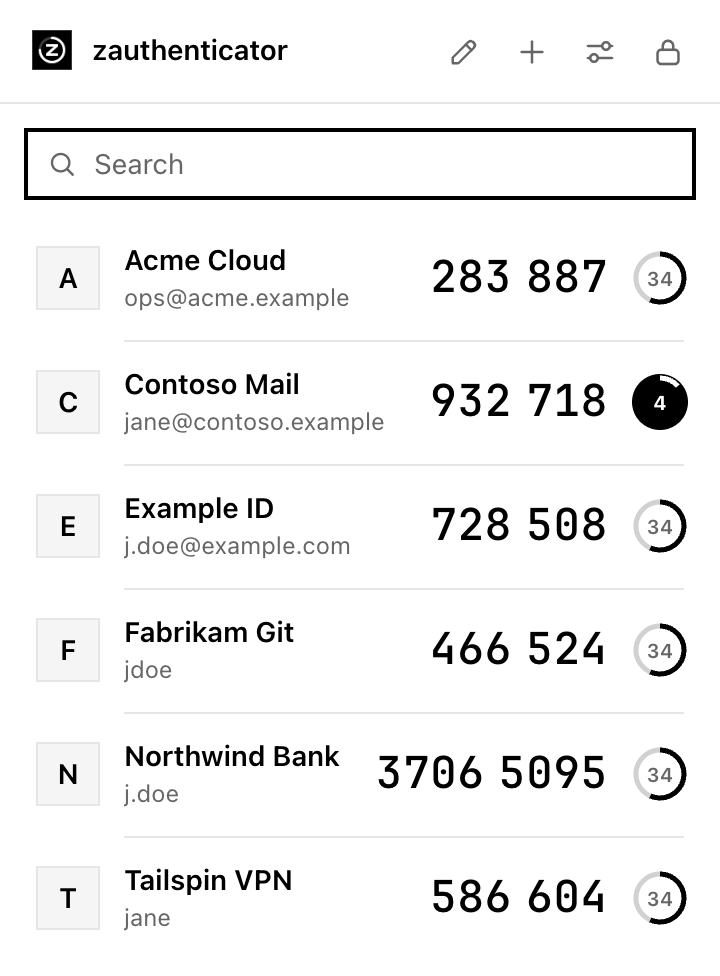 Z zauthenticator
Search
A Acme Cloud 283 887 34
ops@acme.example
C Contoso Mail 932 718 4
jane@contoso.example
E Example ID 728 508 34
j.doe@example.com
F Fabrikam Git 466 524 34
jdoe
N Northwind Bank 3706 5095 34
j.doe
T Tailspin VPN 586 604 34
jane